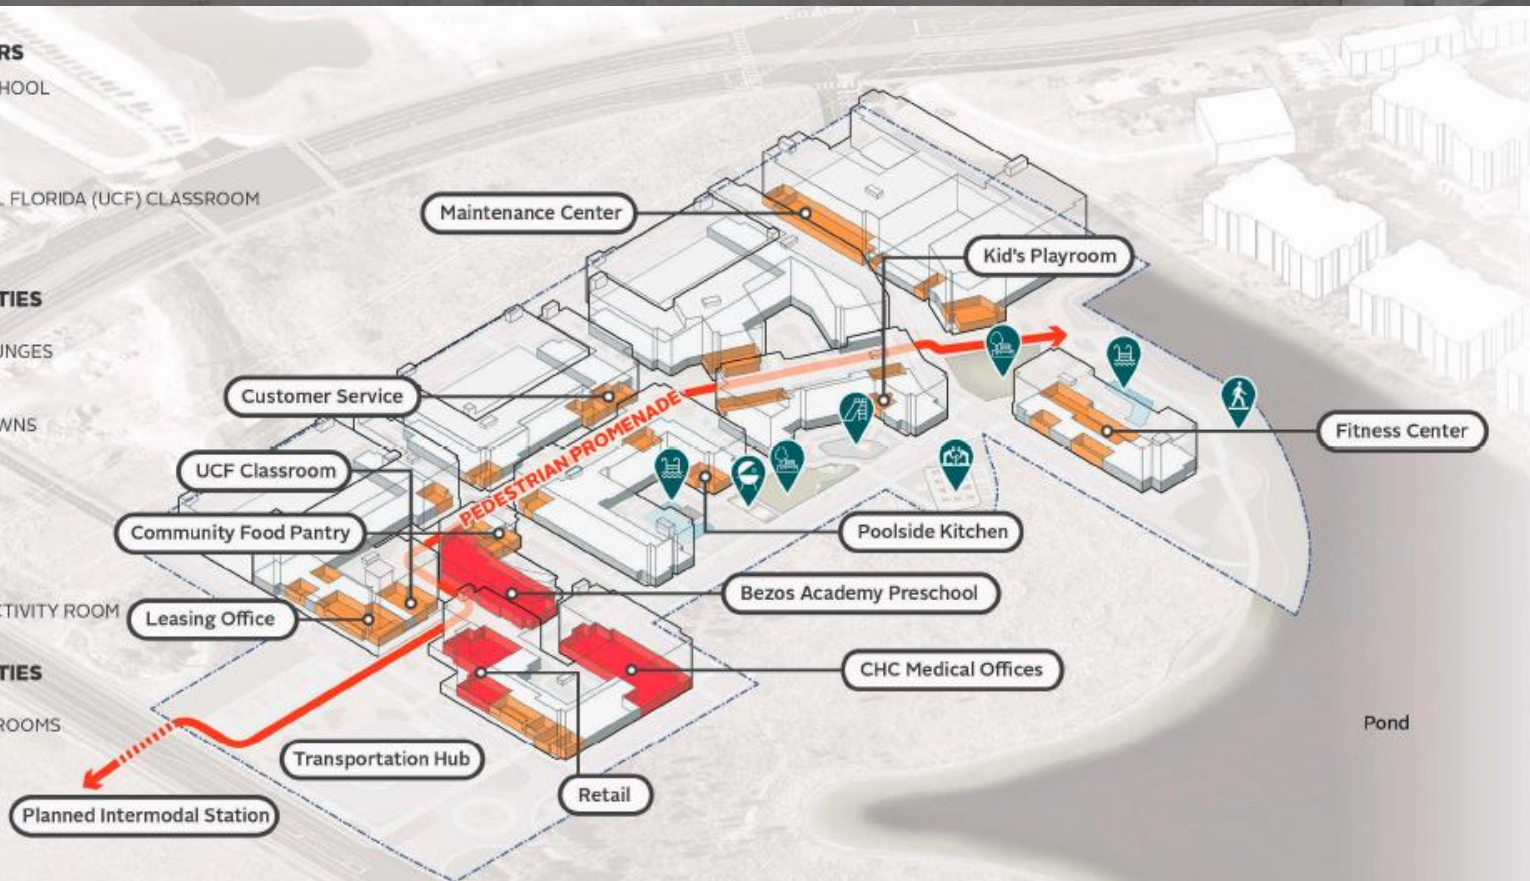 RS
HOOL
L FLORIDA (UCF) CLASSROOM
TIES
UNGES
WNS
CTIVITY ROOM
TIES
ROOMS
Maintenance Center
Kid's Playroom
Customer Service
PEDESTRIAN PROMENADE
Fitness Center
UCF Classroom
Community Food Pantry
Poolside Kitchen
Bezos Academy Preschool
Leasing Office
CHC Medical Offices
Pond
Transportation Hub
Retail
Planned Intermodal Station